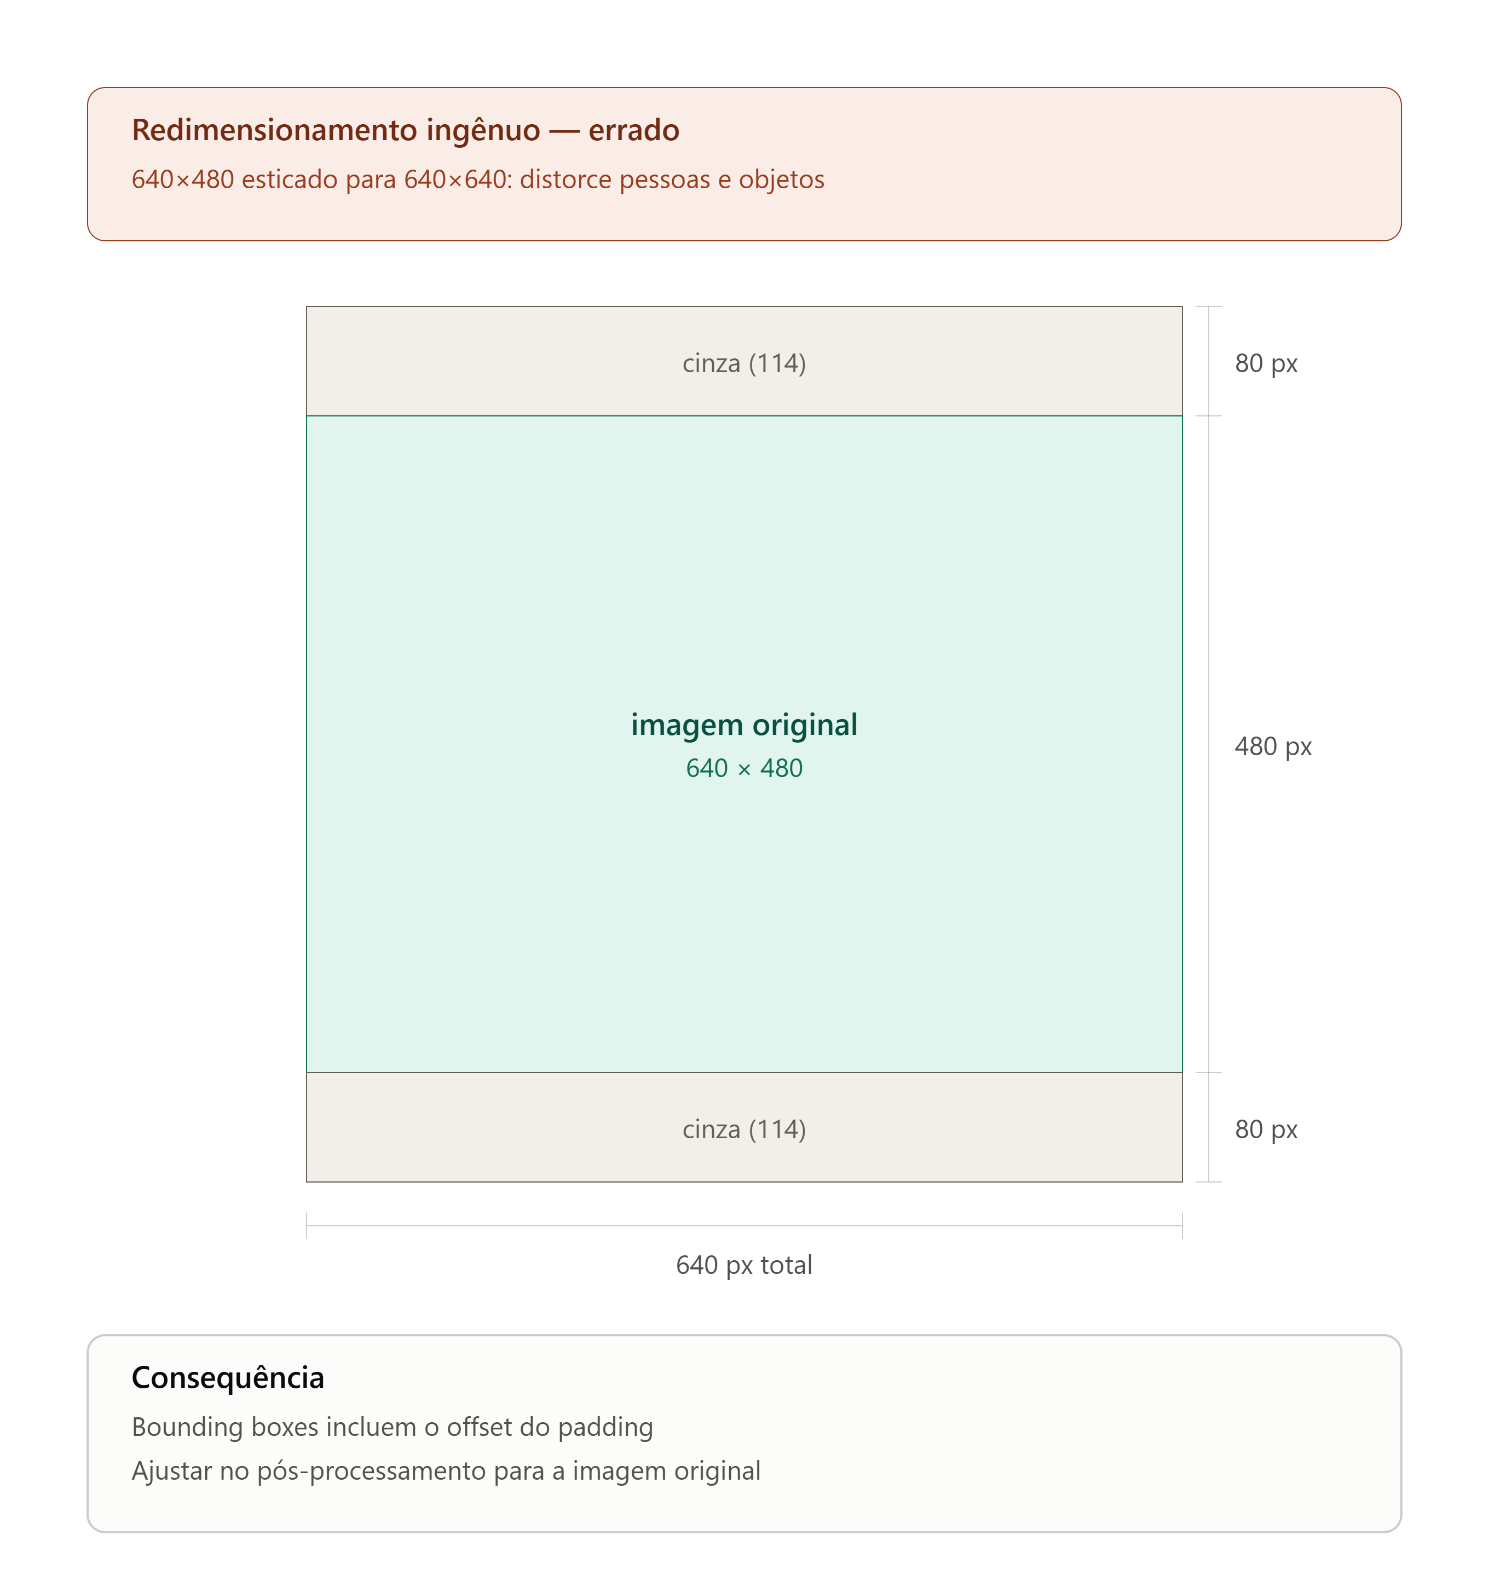 Redimensionamento ingênuo — errado
640×480 esticado para 640×640: distorce pessoas e objetos
cinza (114)
80 px
imagem original
640 × 480
480 px
cinza (114)
80 px
640 px total
Consequência
Bounding boxes incluem o offset do padding
Ajustar no pós-processamento para a imagem original